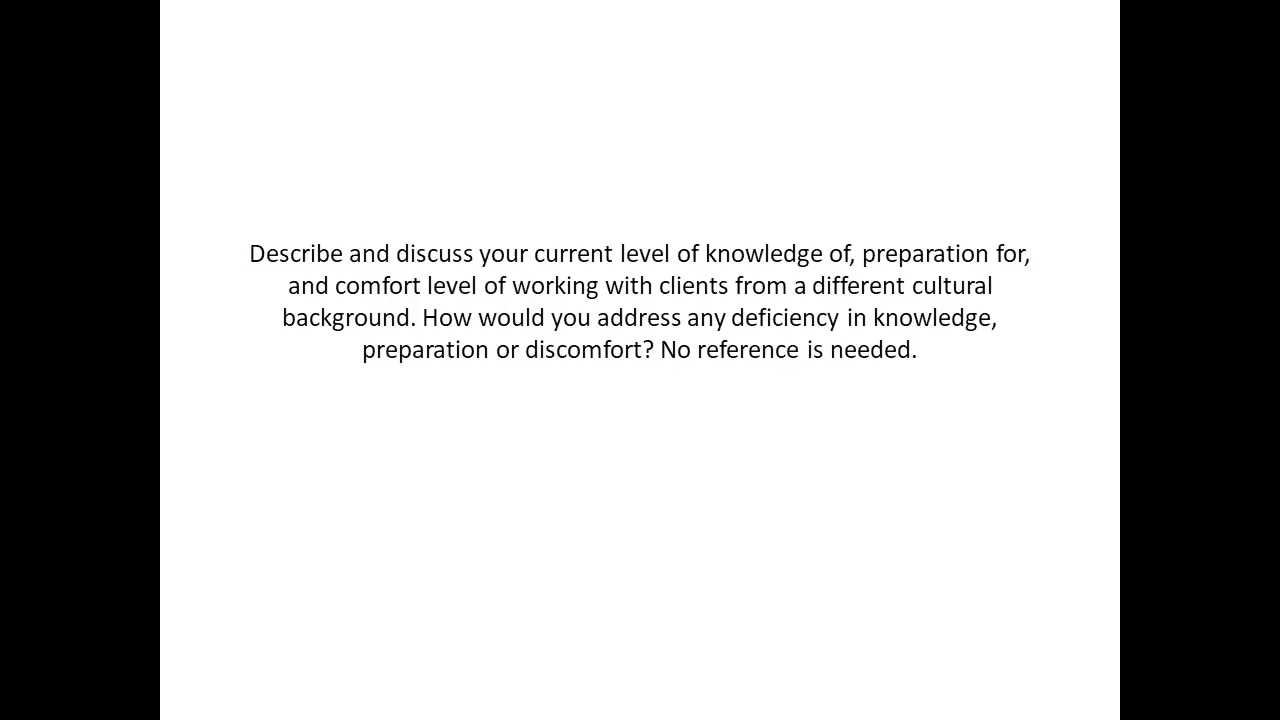 Describe and discuss your current level of knowledge of, preparation for,
and comfort level of working with clients from a different cultural
background. How would you address any deficiency in knowledge,
preparation or discomfort? No reference is needed.